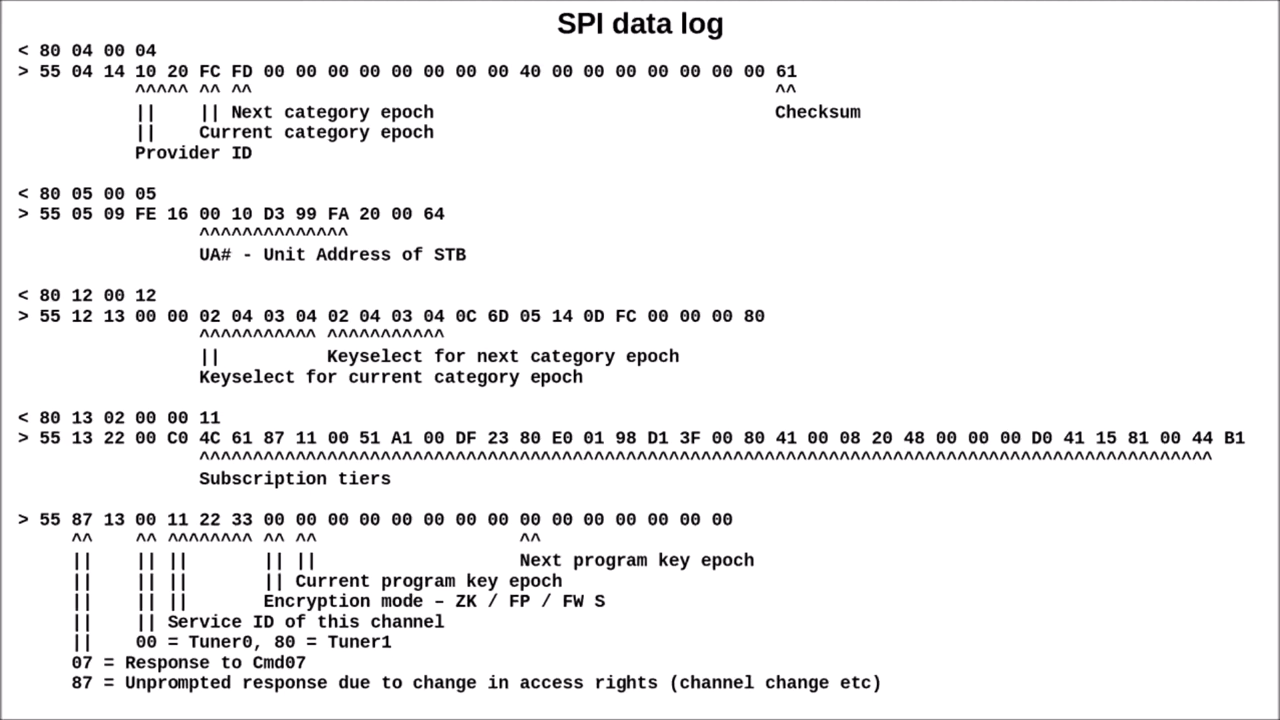 SPI data log
< 80 04 00 04
> 55 04 14 10 20 FC FD 00 00 00 00 00 00 00 00 40 00 00 00 00 00 00 00 61
^^^^^ ^^ ^^ ^^
|| || Next category epoch Checksum
|| Current category epoch
Provider ID
< 80 05 00 05
> 55 05 09 FE 16 00 10 D3 99 FA 20 00 64
^^^^^^^^^^^^^^
UA# - Unit Address of STB
< 80 12 00 12
> 55 12 13 00 00 02 04 03 04 02 04 03 04 0C 6D 05 14 0D FC 00 00 00 80
^^^^^^^^^^^ ^^^^^^^^^^^
|| Keyselect for next category epoch
Keyselect for current category epoch
< 80 13 02 00 00 11
> 55 13 22 00 C0 4C 61 87 11 00 51 A1 00 DF 23 80 E0 01 98 D1 3F 00 80 41 00 08 20 48 00 00 00 D0 41 15 81 00 44 B1
^^^^^^^^^^^^^^^^^^^^^^^^^^^^^^^^^^^^^^^^^^^^^^^^^^^^^^^^^^^^^^^^^^^^^^^^^^^^^^^^^^^^^^^^^^^^^^^
Subscription tiers
> 55 87 13 00 11 22 33 00 00 00 00 00 00 00 00 00 00 00 00 00 00 00
^^ ^^ ^^^^^^^^ ^^ ^^ ^^
|| || || || || Next program key epoch
|| || || || Current program key epoch
|| || || Encryption mode – ZK / FP / FW S
|| || Service ID of this channel
|| 00 = Tuner0, 80 = Tuner1
07 = Response to Cmd07
87 = Unprompted response due to change in access rights (channel change etc)